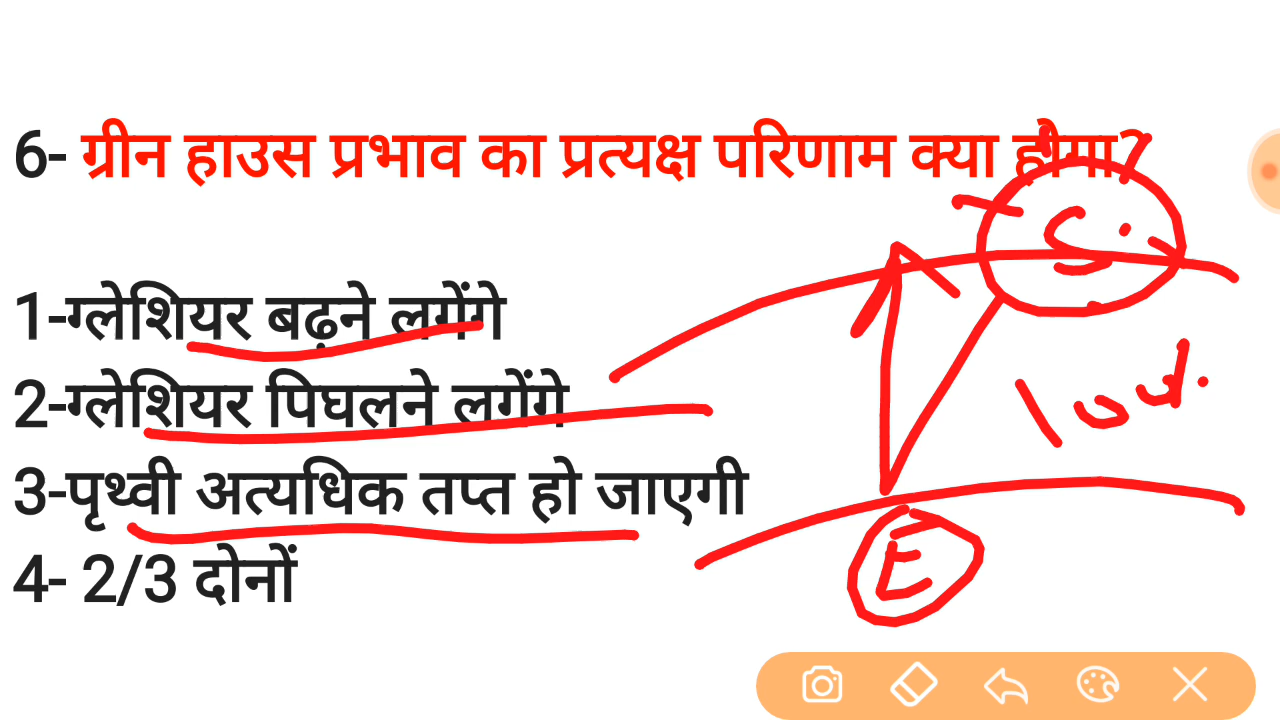 6- ग्रीन हाउस प्रभाव का प्रत्यक्ष परिणाम क्या होगा?
S.
1-ग्लेशियर बढ़ने लगेंगे
2-ग्लेशियर पिघलने लगेंगे
3-पृथ्वी अत्यधिक तप्त हो जाएगी
E
4- 2/3 दोनों